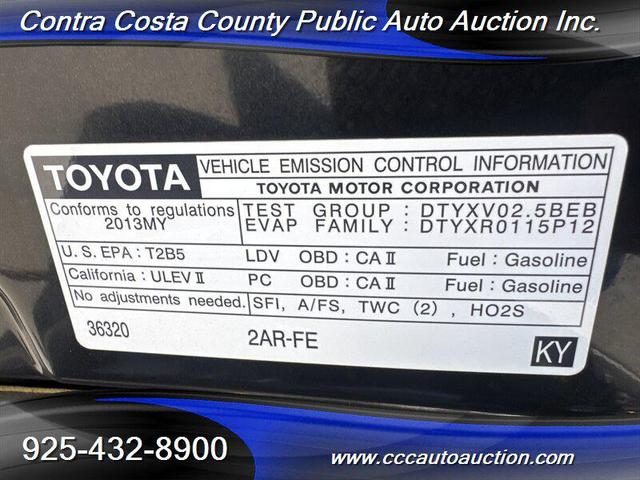 Contra Costa County Public Auto Auction Inc.
TOYOTA
VEHICLE EMISSION CONTROL INFORMATION
TOYOTA MOTOR CORPORATION
Conforms to regulations
2013MY
TEST GROUP : DTYXV02.5BEB
EVAP FAMILY : DTYXR0115P12
U.S. EPA : T2B5 LDV OBD : CA II Fuel : Gasoline
California : ULEV II PC OBD : CA II Fuel : Gasoline
No adjustments needed. SFI, A/FS, TWC (2) , HO2S
36320 2AR-FE KY
925-432-8900
www.cccautoauction.com